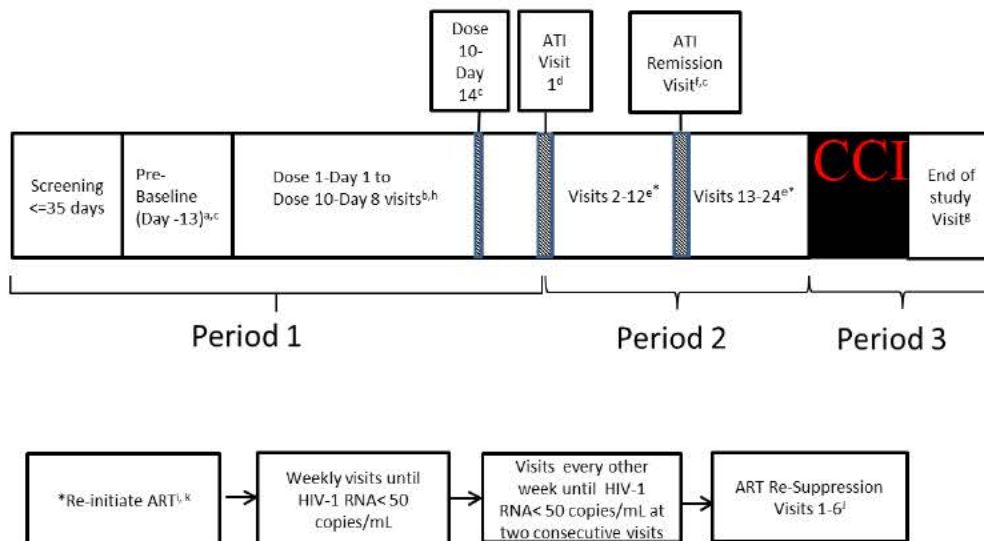 Dose
10-
Day
14ᶜ
ATI
Visit
1ᵈ
ATI
Remission
Visitᶠ,ᶜ
Screening
<=35 days
Pre-
Baseline
(Day -13)ᵃ,ᶜ
Dose 1-Day 1 to
Dose 10-Day 8 visitsᵇ,ʰ
Visits 2-12ᵉ*
Visits 13-24ᵉ*
CCI
End of
study
Visitᵍ
Period 1
Period 2
Period 3
*Re-initiate ARTⁱ,ᵏ
Weekly visits until
HIV-1 RNA< 50
copies/mL
Visits every other
week until HIV-1
RNA< 50 copies/mL at
two consecutive visits
ART Re-Suppression
Visits 1-6ʲ